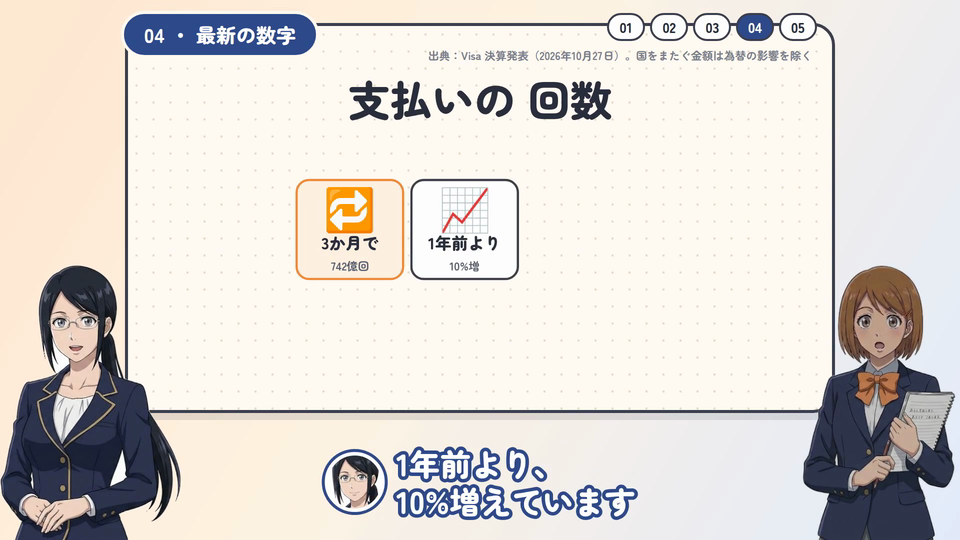 04 ・ 最新の数字
01 02 03 04 05
出典：Visa 決算発表（2026年10月27日）。国をまたぐ金額は為替の影響を除く
支払いの 回数
3か月で
742億回
1年前より
10%増
1年前より、
10%増えています